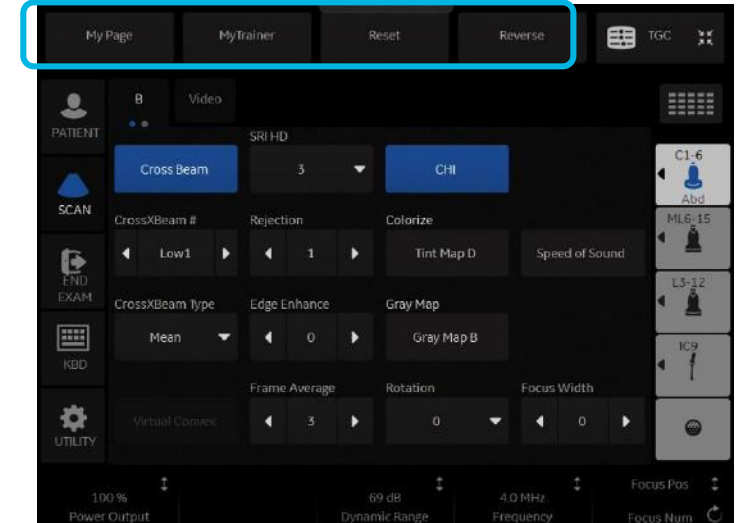 My Page
MyTrainer
Reset
Reverse
TGC
B
Video
PATIENT
SRI HD
Cross Beam
3
CHI
C1-6
Abd
SCAN
CrossXBeam #
Rejection
Colorize
ML6-15
Low1
1
Tint Map D
Speed of Sound
END
EXAM
CrossXBeam Type
Edge Enhance
Gray Map
L3-12
Mean
0
Gray Map B
IC9
KBD
Frame Average
Rotation
Focus Width
Virtual Convex
3
0
0
UTILITY
100 %
69 dB
4.0 MHz
Focus Pos
Power Output
Dynamic Range
Frequency
Focus Num